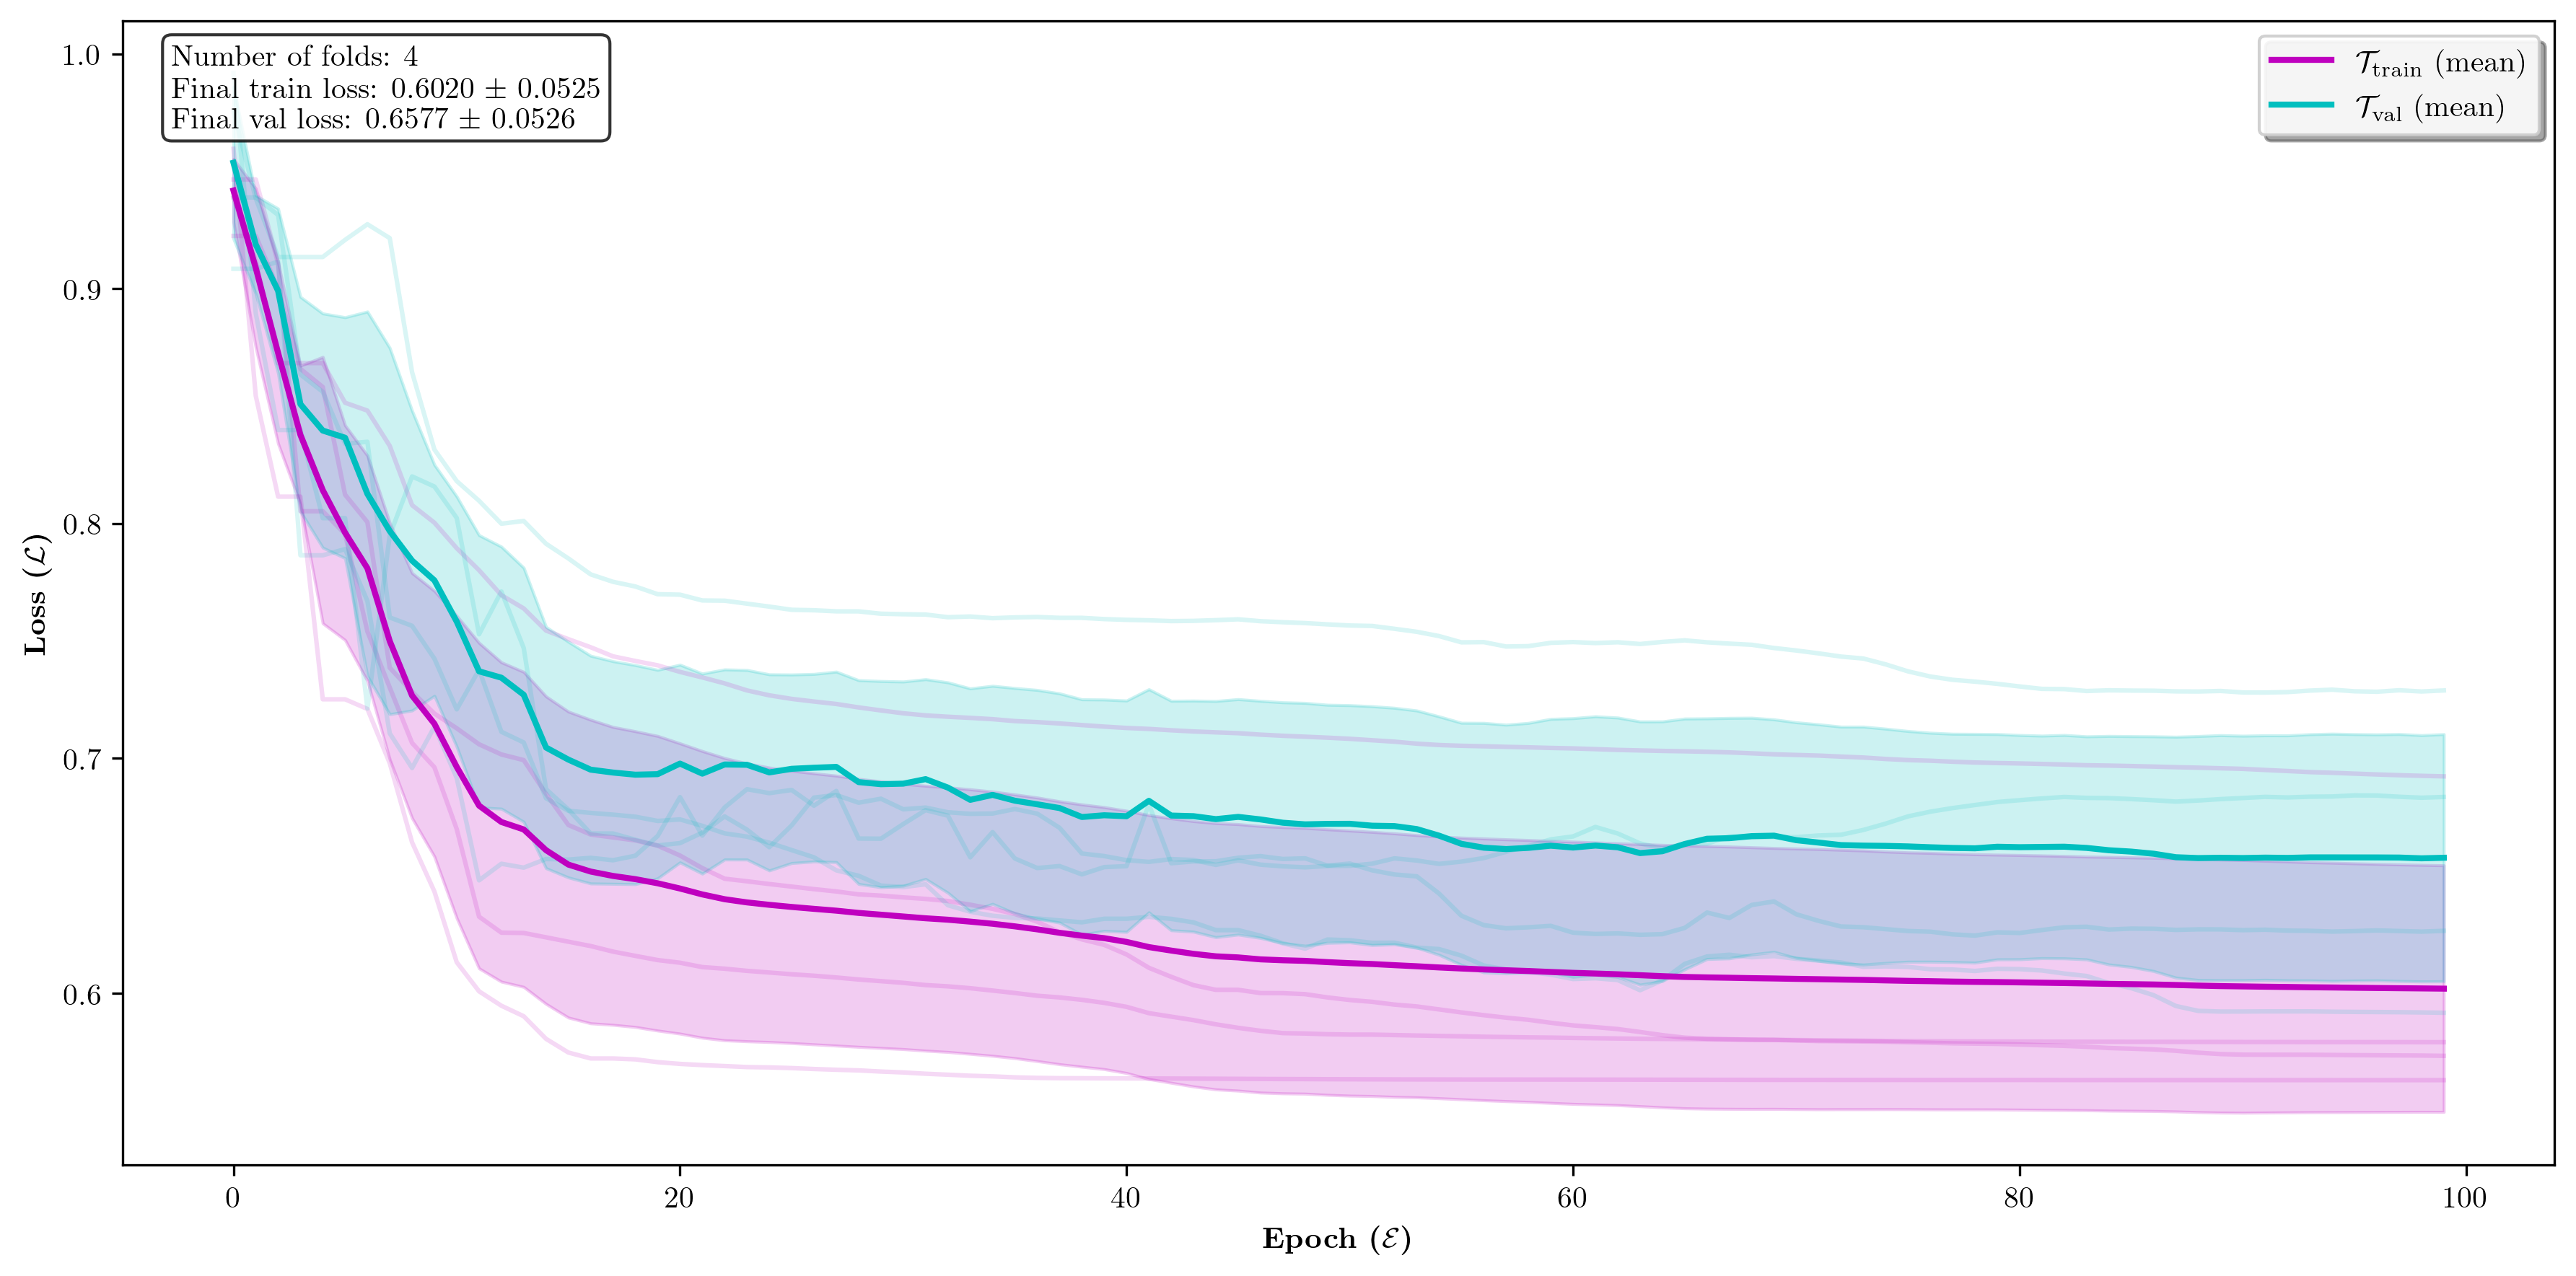 Number of folds: 4
Final train loss: 0.6020 ± 0.0525
Final val loss: 0.6577 ± 0.0526
𝒯train (mean)
𝒯val (mean)
1.0
0.9
0.8
0.7
0.6
Loss (ℒ)
0
20
40
60
80
100
Epoch (ℰ)